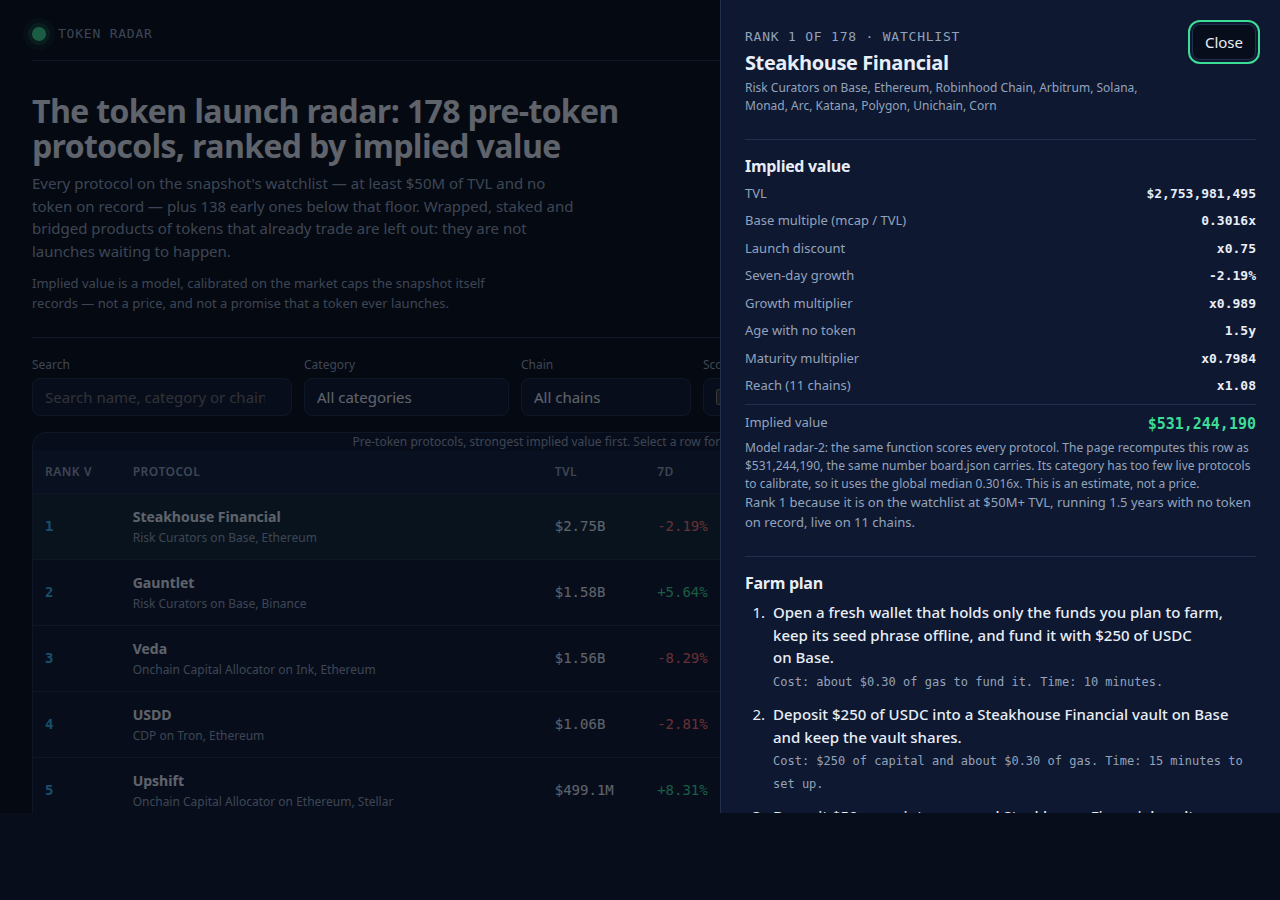 TOKEN RADAR
The token launch radar: 178 pre-token
protocols, ranked by implied value
Every protocol on the snapshot's watchlist — at least $50M of TVL and no
token on record — plus 138 early ones below that floor. Wrapped, staked and
bridged products of tokens that already trade are left out: they are not
launches waiting to happen.
Implied value is a model, calibrated on the market caps the snapshot itself
records — not a price, and not a promise that a token ever launches.
Search
Category
Chain
Search name, category or chain
All categories
All chains
Pre-token protocols, strongest implied value first. Select a row for
RANK V PROTOCOL TVL 7D
1 Steakhouse Financial $2.75B -2.19%
Risk Curators on Base, Ethereum
2 Gauntlet $1.58B +5.64%
Risk Curators on Base, Binance
3 Veda $1.56B -8.29%
Onchain Capital Allocator on Ink, Ethereum
4 USDD $1.06B -2.81%
CDP on Tron, Ethereum
5 Upshift $499.1M +8.31%
Onchain Capital Allocator on Ethereum, Stellar
RANK 1 OF 178 · WATCHLIST
Close
Steakhouse Financial
Risk Curators on Base, Ethereum, Robinhood Chain, Arbitrum, Solana,
Monad, Arc, Katana, Polygon, Unichain, Corn
Implied value
TVL $2,753,981,495
Base multiple (mcap / TVL) 0.3016x
Launch discount x0.75
Seven-day growth -2.19%
Growth multiplier x0.989
Age with no token 1.5y
Maturity multiplier x0.7984
Reach (11 chains) x1.08
Implied value $531,244,190
Model radar-2: the same function scores every protocol. The page recomputes this row as
$531,244,190, the same number board.json carries. Its category has too few live protocols
to calibrate, so it uses the global median 0.3016x. This is an estimate, not a price.
Rank 1 because it is on the watchlist at $50M+ TVL, running 1.5 years with no token
on record, live on 11 chains.
Farm plan
1. Open a fresh wallet that holds only the funds you plan to farm,
keep its seed phrase offline, and fund it with $250 of USDC
on Base.
Cost: about $0.30 of gas to fund it. Time: 10 minutes.
2. Deposit $250 of USDC into a Steakhouse Financial vault on Base
and keep the vault shares.
Cost: $250 of capital and about $0.30 of gas. Time: 15 minutes to
set up.